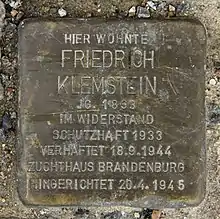 HIER WOHNTE
FRIEDRICH
KLEMSTEIN
JG. 1893
IM WIDERSTAND
SCHUTZHAFT 1933
VERHAFTET 18.9.1944
ZUCHTHAUS BRANDENBURG
HINGERICHTET 20.4.1945